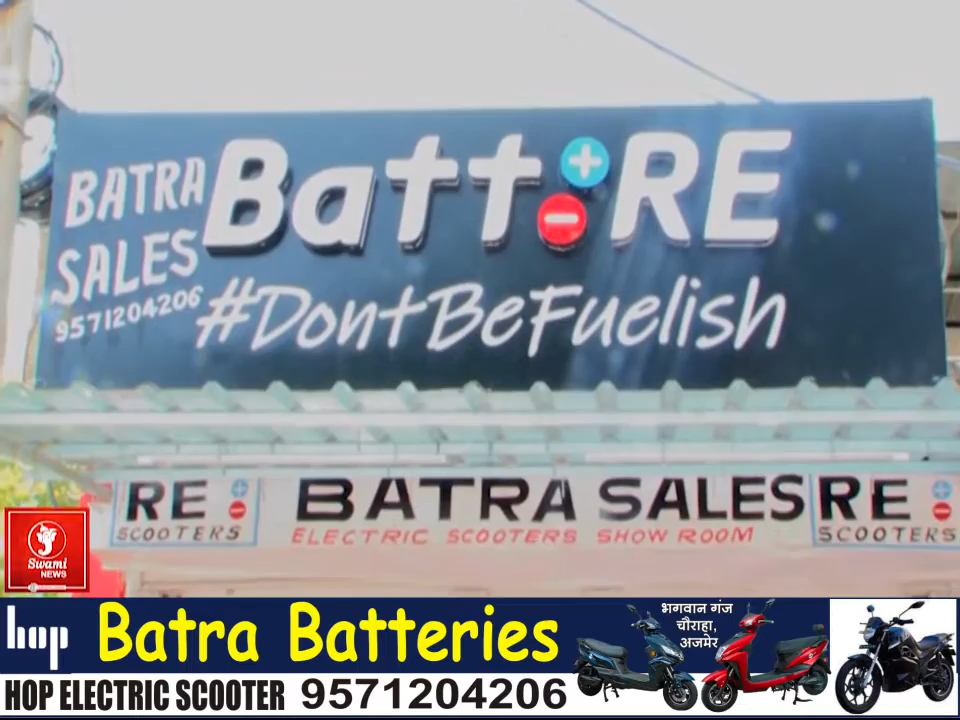 BATRA
SALES
9571204206
BaTT RE
#DontBeFuelish
RE
SCOOTERS
BATRA SALES
ELECTRIC SCOOTERS SHOW ROOM
RE
SCOOTERS
Swami
NEWS
hop Batra Batteries
भगवान गंज
चौराहा,
अजमेर
HOP ELECTRIC SCOOTER 9571204206